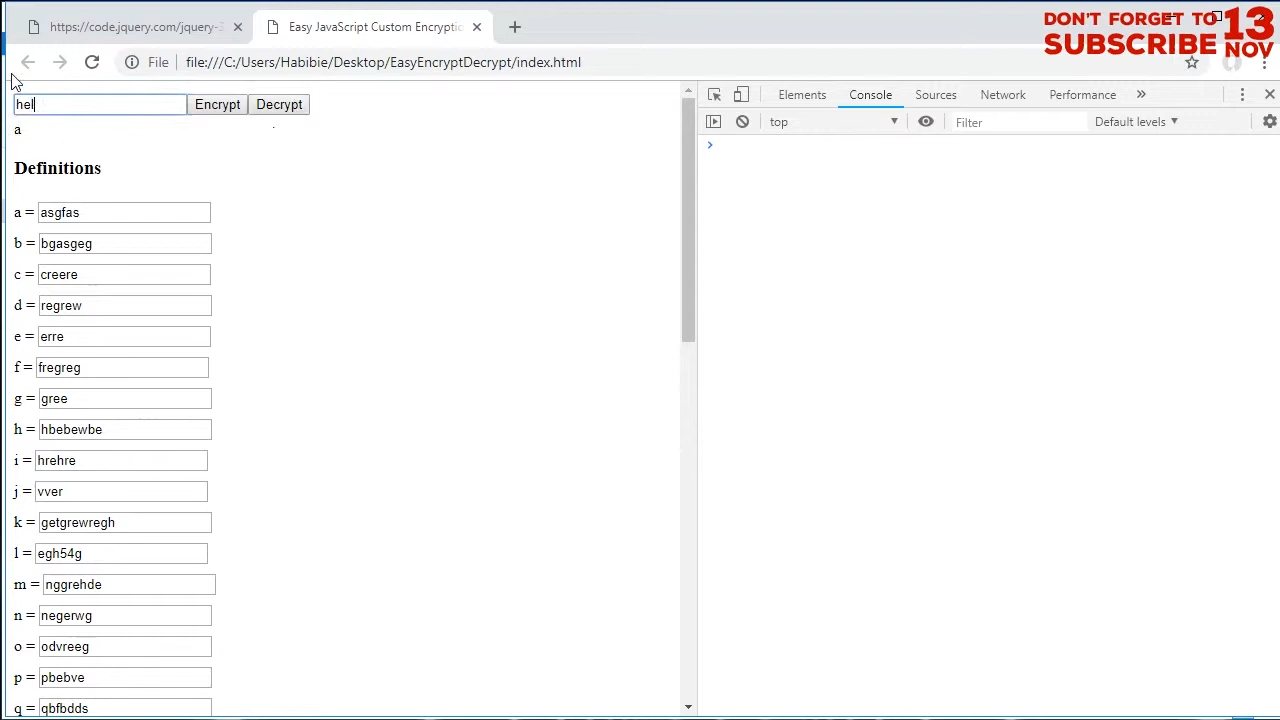 https://code.jquery.com/jquery-3
Easy JavaScript Custom Encryptio
DON'T FORGET TO
SUBSCRIBE
13
NOV
File
file:///C:/Users/Habibie/Desktop/EasyEncryptDecrypt/index.html
hel
Encrypt
Decrypt
a
Definitions
a = asgfas
b = bgasgeg
c = creere
d = regrew
e = erre
f = fregreg
g = gree
h = hbebewbe
i = hrehre
j = vver
k = getgrewregh
l = egh54g
m = nggrehde
n = negerwg
o = odvreeg
p = pbebve
q = qbfbdds
Elements
Console
Sources
Network
Performance
top
Filter
Default levels